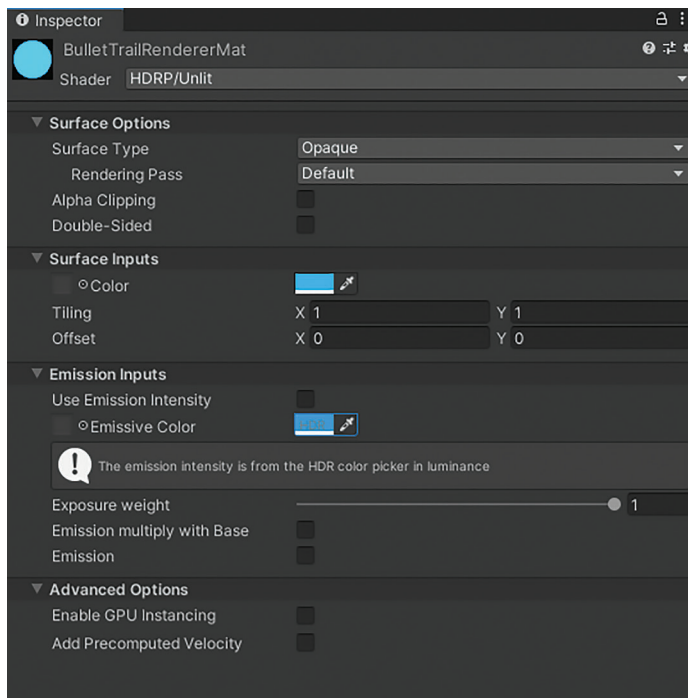 Inspector
BulletTrailRendererMat
Shader HDRP/Unlit
Surface Options
Surface Type Opaque
Rendering Pass Default
Alpha Clipping
Double-Sided
Surface Inputs
Color
Tiling X 1 Y 1
Offset X 0 Y 0
Emission Inputs
Use Emission Intensity
Emissive Color HDR
The emission intensity is from the HDR color picker in luminance
Exposure weight 1
Emission multiply with Base
Emission
Advanced Options
Enable GPU Instancing
Add Precomputed Velocity